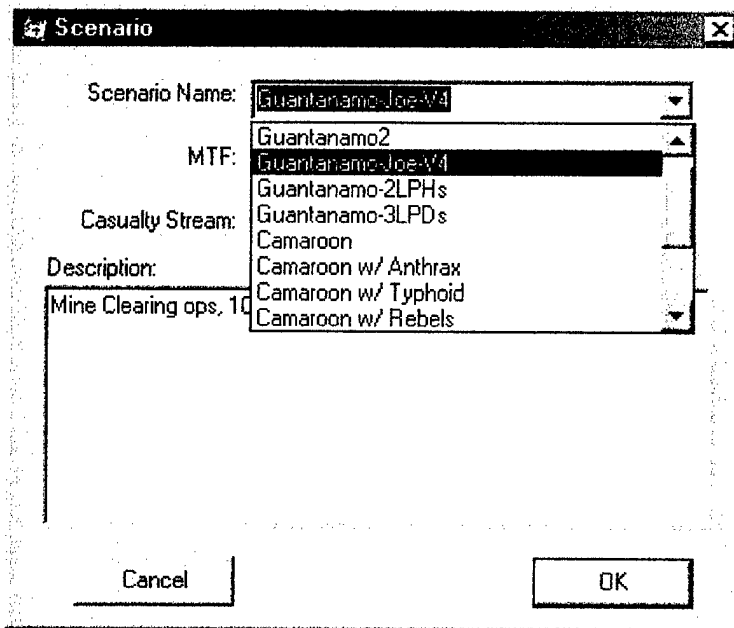 Scenario
Scenario Name: Guantanamo-Joe-V4
Guantanamo2
MTF: Guantanamo-Joe-V4
Guantanamo-2LPHs
Casualty Stream: Guantanamo-3LPDs
Camaroon
Description: Camaroon w/ Anthrax
Camaroon w/ Typhoid
Mine Clearing ops, 10
Camaroon w/ Rebels
Cancel OK